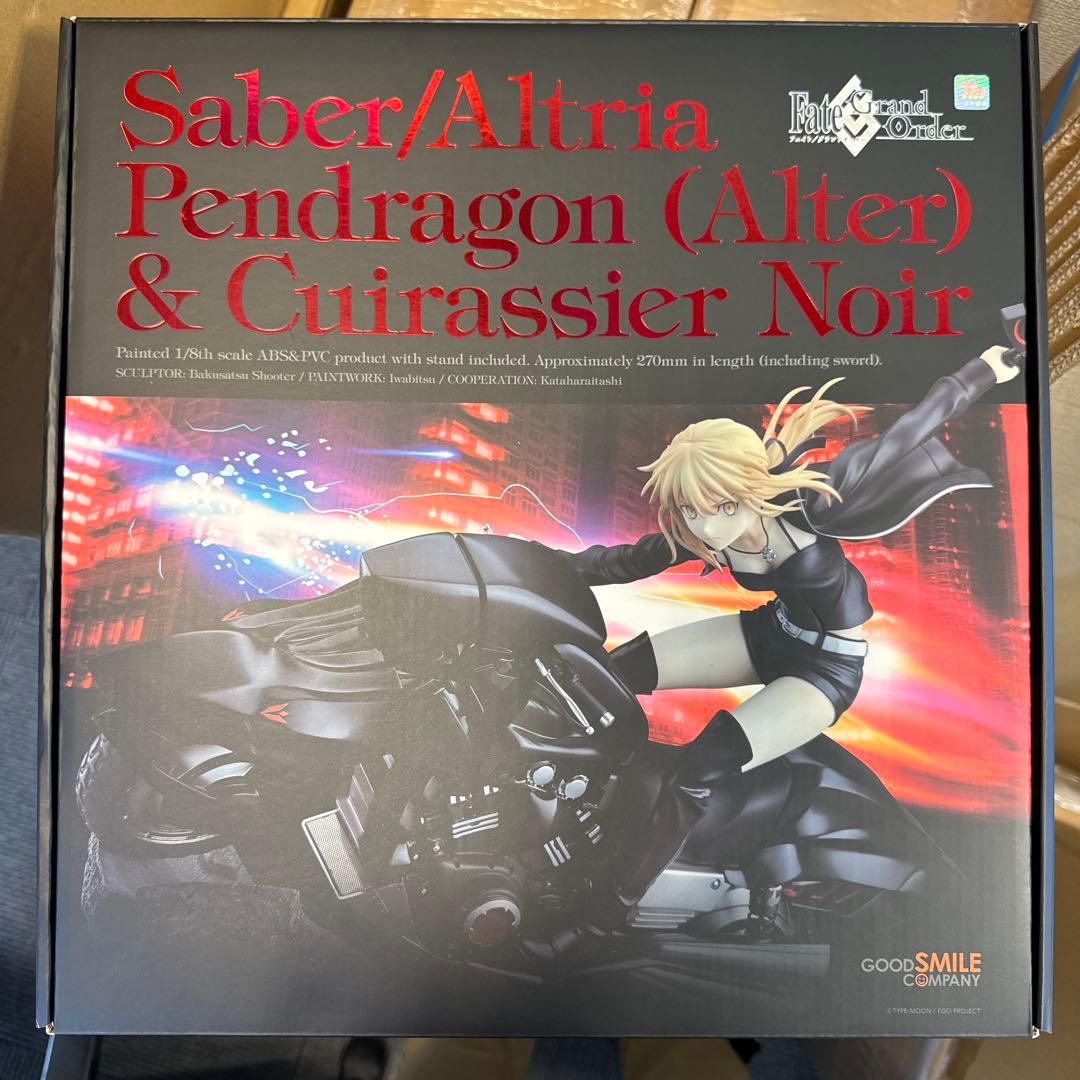 Saber/Altria
Pendragon (Alter)
& Cuirassier Noir
Fate
Grand
Order
Painted 1/8th scale ABS&PVC product with stand included. Approximately 270mm in length (including sword).
SCULPTOR: Bakusatsu Shooter / PAINTWORK: Iwabitsu / COOPERATION: Kataharaitashi
GOOD SMILE
COMPANY
©TYPE-MOON / FGO PROJECT